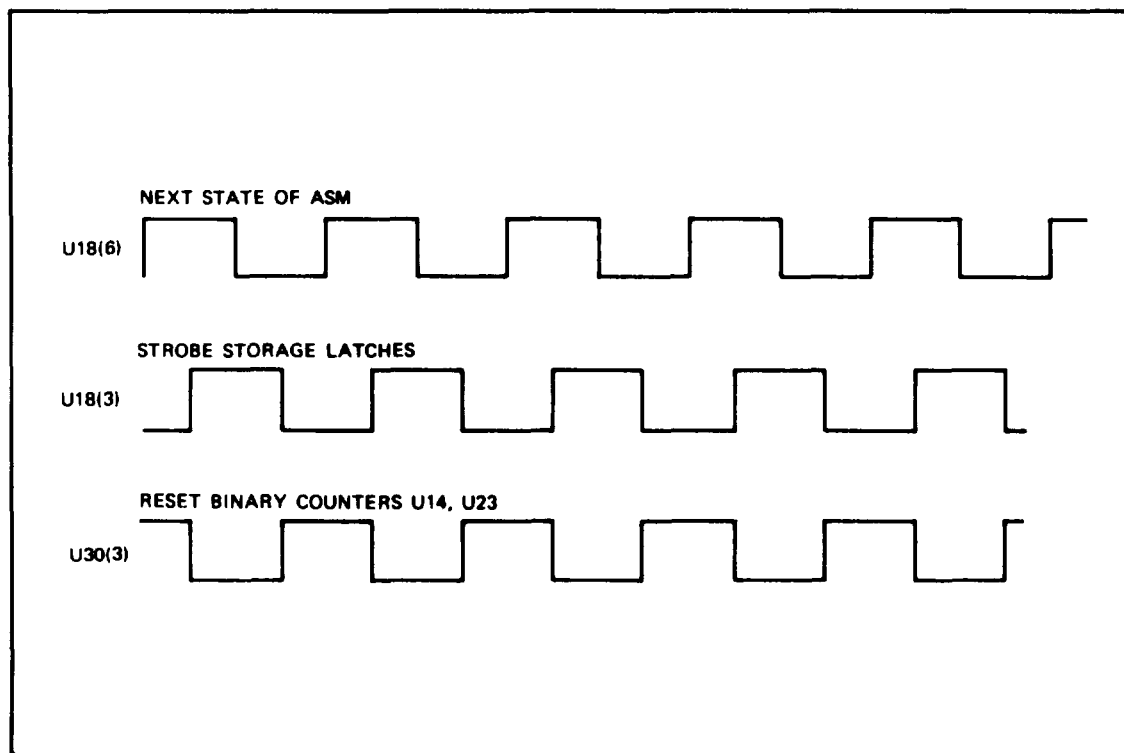 NEXT STATE OF ASM
U18(6)
STROBE STORAGE LATCHES
U18(3)
RESET BINARY COUNTERS U14, U23
U30(3)